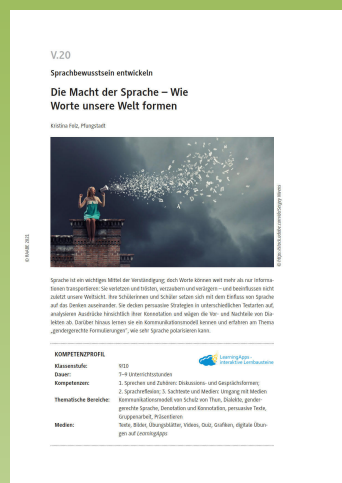 V.20
Sprachbewusstsein entwickeln
Die Macht der Sprache – Wie
Worte unsere Welt formen
Kristina Folz, Pfungstadt
© RAABE 2021
Sprache ist ein wichtiges Mittel der Verständigung; doch Worte können weit mehr als nur Informa-
tionen transportieren: Sie verletzen und trösten, verzaubern und verärgern – und beeinflussen nicht
zuletzt unsere Weltsicht. Ihre Schülerinnen und Schüler setzen sich mit dem Einfluss von Sprache
auf das Denken auseinander. Sie decken persuasive Strategien in unterschiedlichen Textarten auf,
analysieren Ausdrücke hinsichtlich ihrer Konnotation und wägen die Vor- und Nachteile von Dia-
lekten ab. Darüber hinaus lernen sie ein Kommunikationsmodell kennen und erfahren am Thema
„gendergerechte Formulierungen“, wie sehr Sprache polarisieren kann.
KOMPETENZPROFIL
LearningApps
interaktive Lernbausteine
Klassenstufe: 9/10
Dauer: 7–9 Unterrichtsstunden
Kompetenzen: 1. Sprechen und Zuhören: Diskussions- und Gesprächsformen;
2. Sprachreflexion; 3. Sachtexte und Medien: Umgang mit Medien
Thematische Bereiche: Kommunikationsmodell von Schulz von Thun, Dialekte, gender-
gerechte Sprache, Denotation und Konnotation, persuasive Texte,
Gruppenarbeit, Präsentieren
Medien: Texte, Bilder, Übungsblätter, Videos, Quiz, Grafiken, digitale Übun-
gen auf LearningApps